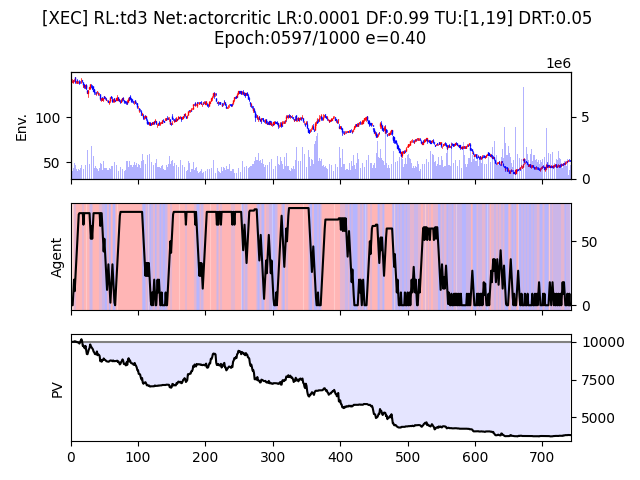 [XEC] RL:td3 Net:actorcritic LR:0.0001 DF:0.99 TU:[1,19] DRT:0.05
Epoch:0597/1000 e=0.40
1e6
Env.
100
50
5
0
Agent
50
0
PV
10000
7500
5000
0 100 200 300 400 500 600 700